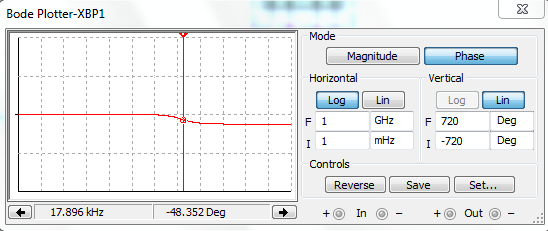 Bode Plotter-XBP1
Mode
Magnitude Phase
Horizontal Vertical
Log Lin Log Lin
F 1 GHz F 720 Deg
I 1 mHz I -720 Deg
Controls
Reverse Save Set...
17.896 kHz -48.352 Deg
+ In - + Out -